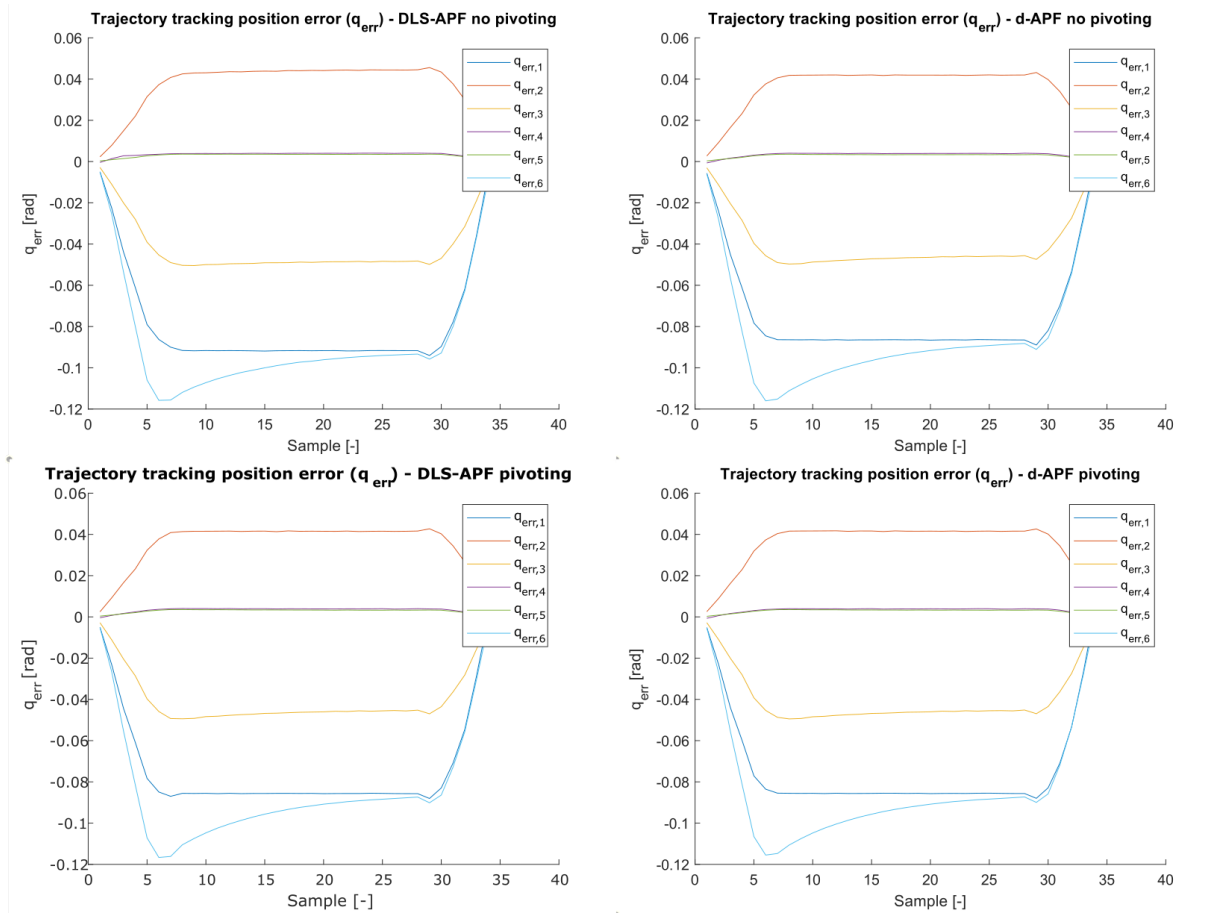 Trajectory tracking position error (q_err) - DLS-APF no pivoting
0.06
0.04
0.02
0
-0.02
-0.04
-0.06
-0.08
-0.1
-0.12
q_err [rad]
0 5 10 15 20 25 30 35 40
Sample [-]
q_err,1
q_err,2
q_err,3
q_err,4
q_err,5
q_err,6
Trajectory tracking position error (q_err) - d-APF no pivoting
0.06
0.04
0.02
0
-0.02
-0.04
-0.06
-0.08
-0.1
-0.12
q_err [rad]
0 5 10 15 20 25 30 35 40
Sample [-]
q_err,1
q_err,2
q_err,3
q_err,4
q_err,5
q_err,6
Trajectory tracking position error (q_err) - DLS-APF pivoting
0.06
0.04
0.02
0
-0.02
-0.04
-0.06
-0.08
-0.1
-0.12
q_err [rad]
0 5 10 15 20 25 30 35 40
Sample [-]
q_err,1
q_err,2
q_err,3
q_err,4
q_err,5
q_err,6
Trajectory tracking position error (q_err) - d-APF pivoting
0.06
0.04
0.02
0
-0.02
-0.04
-0.06
-0.08
-0.1
-0.12
q_err [rad]
0 5 10 15 20 25 30 35 40
Sample [-]
q_err,1
q_err,2
q_err,3
q_err,4
q_err,5
q_err,6